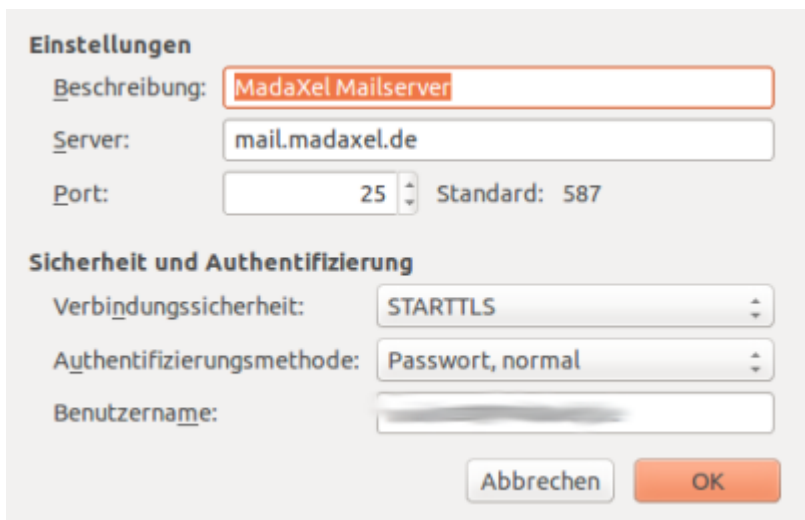 Einstellungen
Beschreibung: MadaXel Mailserver
Server: mail.madaxel.de
Port: 25 Standard: 587
Sicherheit und Authentifizierung
Verbindungssicherheit: STARTTLS
Authentifizierungsmethode: Passwort, normal
Benutzername:
Abbrechen OK